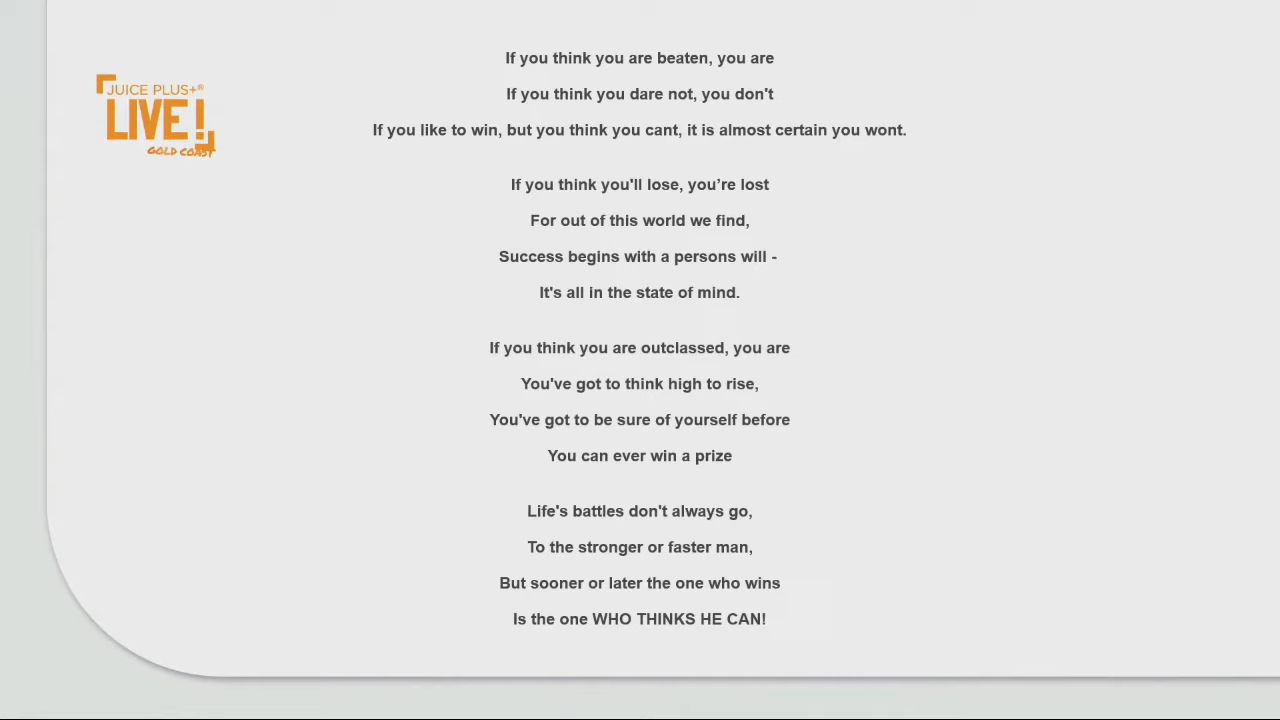 JUICE PLUS+®
LIVE!
GOLD COAST
If you think you are beaten, you are
If you think you dare not, you don't
If you like to win, but you think you cant, it is almost certain you wont.
If you think you'll lose, you’re lost
For out of this world we find,
Success begins with a persons will -
It's all in the state of mind.
If you think you are outclassed, you are
You've got to think high to rise,
You've got to be sure of yourself before
You can ever win a prize
Life's battles don't always go,
To the stronger or faster man,
But sooner or later the one who wins
Is the one WHO THINKS HE CAN!